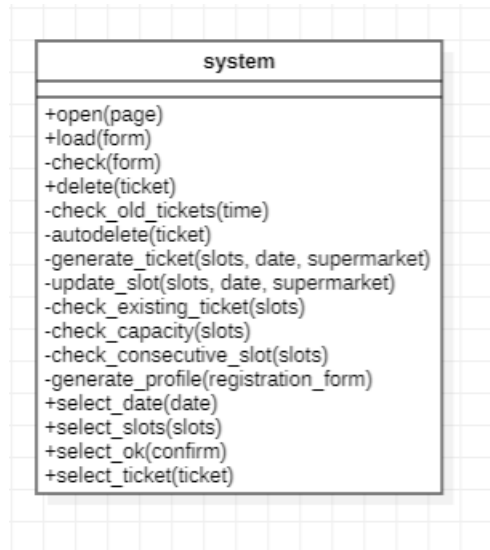 system
+open(page)
+load(form)
-check(form)
+delete(ticket)
-check_old_tickets(time)
-autodelete(ticket)
-generate_ticket(slots, date, supermarket)
-update_slot(slots, date, supermarket)
-check_existing_ticket(slots)
-check_capacity(slots)
-check_consecutive_slot(slots)
-generate_profile(registration_form)
+select_date(date)
+select_slots(slots)
+select_ok(confirm)
+select_ticket(ticket)